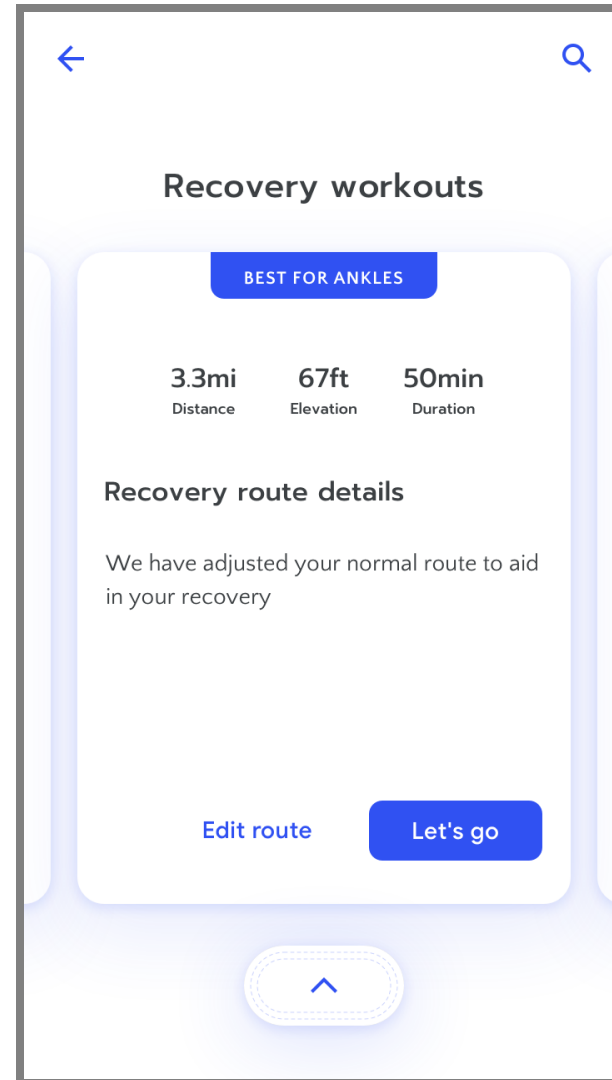 Recovery workouts
BEST FOR ANKLES
3.3mi 67ft 50min
Distance Elevation Duration
Recovery route details
We have adjusted your normal route to aid
in your recovery
Edit route Let's go